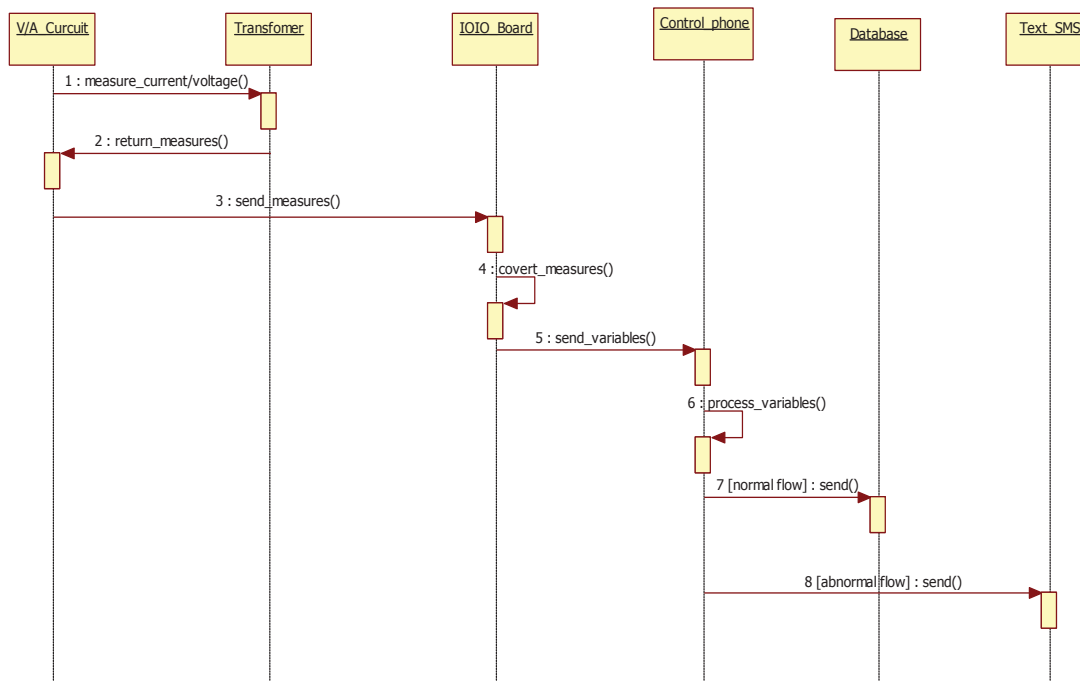 V/A_Curcuit
Transfomer
IOIO_Board
Control_phone
Database
Text_SMS
1 : measure_current/voltage()
2 : return_measures()
3 : send_measures()
4 : covert_measures()
5 : send_variables()
6 : process_variables()
7 [normal flow] : send()
8 [abnormal flow] : send()